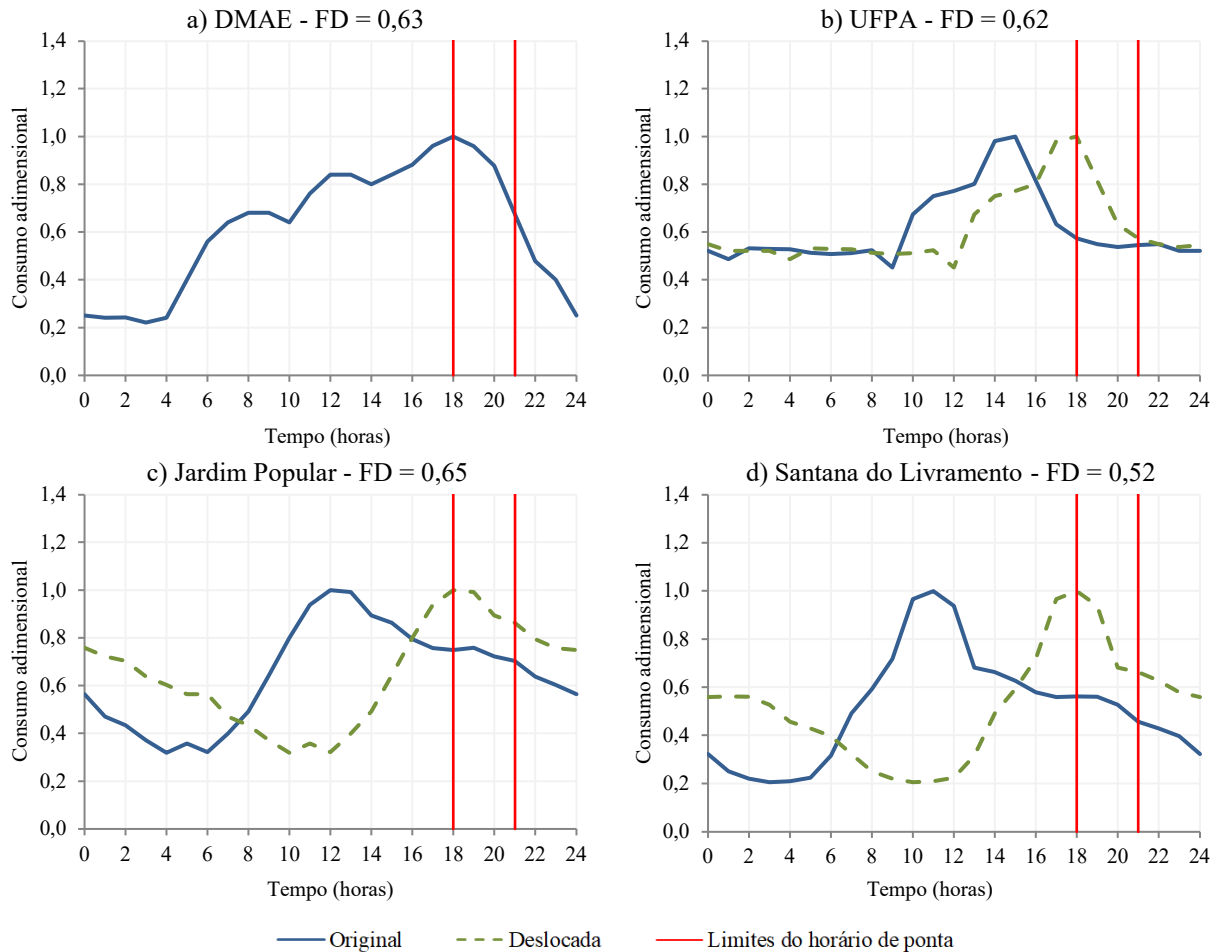 a) DMAE - FD = 0,63
1,4
1,2
1,0
0,8
0,6
0,4
0,2
0,0
Consumo adimensional
0 2 4 6 8 10 12 14 16 18 20 22 24
Tempo (horas)
b) UFPA - FD = 0,62
1,4
1,2
1,0
0,8
0,6
0,4
0,2
0,0
Consumo adimensional
0 2 4 6 8 10 12 14 16 18 20 22 24
Tempo (horas)
c) Jardim Popular - FD = 0,65
1,4
1,2
1,0
0,8
0,6
0,4
0,2
0,0
Consumo adimensional
0 2 4 6 8 10 12 14 16 18 20 22 24
Tempo (horas)
d) Santana do Livramento - FD = 0,52
1,4
1,2
1,0
0,8
0,6
0,4
0,2
0,0
Consumo adimensional
0 2 4 6 8 10 12 14 16 18 20 22 24
Tempo (horas)
Original Deslocada Limites do horário de ponta